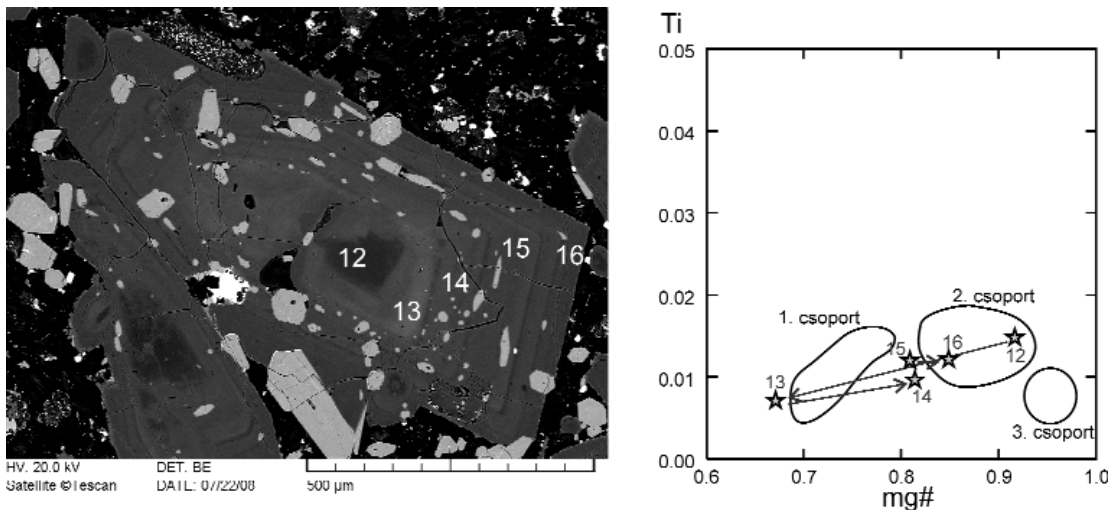 12
13
14
15
16
HV. 20.0 kV
DET. BE
Satellite ©Tescan
DATE: 07/22/08
500 µm
Ti
0.05
0.04
0.03
0.02
0.01
0.00
1. csoport
2. csoport
3. csoport
15
16
12
13
14
0.6
0.7
0.8
0.9
1.0
mg#